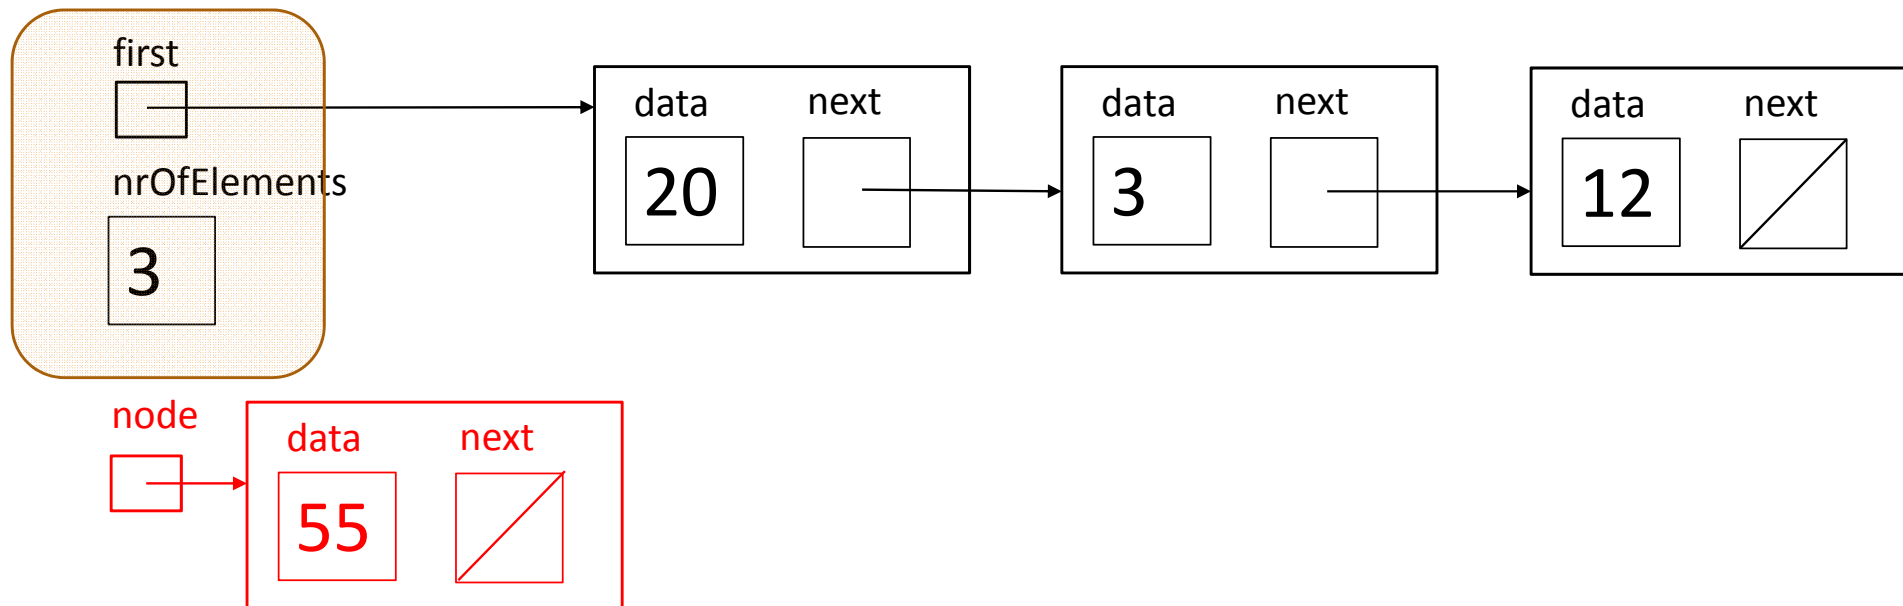 first
data next
20
data next
3
data next
12
nrOfElements
3
node
data next
55